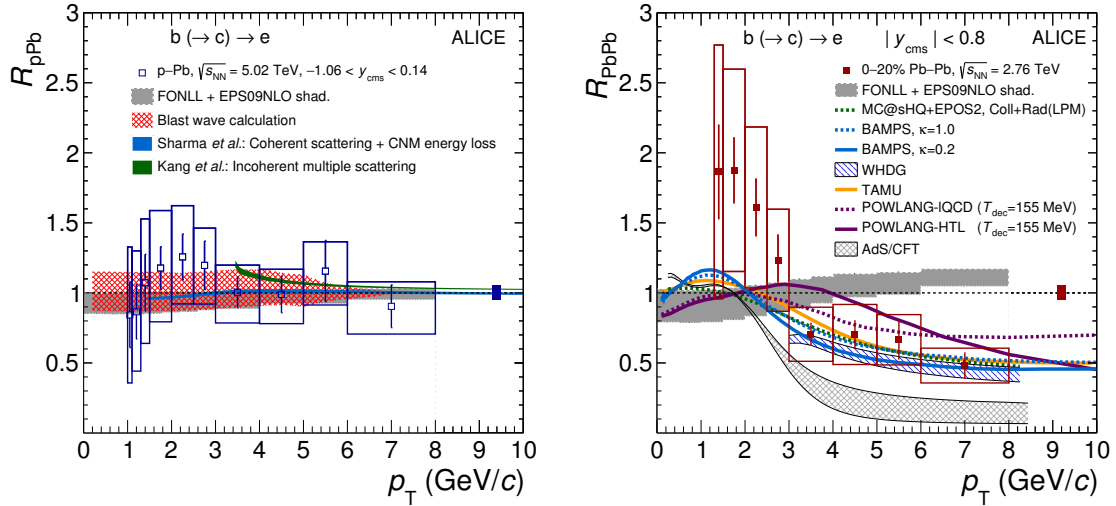 b (→ c) → e ALICE
p–Pb, √s_NN = 5.02 TeV, −1.06 < y_cms < 0.14
FONLL + EPS09NLO shad.
Blast wave calculation
Sharma et al.: Coherent scattering + CNM energy loss
Kang et al.: Incoherent multiple scattering
R_pPb
3
2.5
2
1.5
1
0.5
0 1 2 3 4 5 6 7 8 9 10
p_T (GeV/c)
b (→ c) → e | y_cms | < 0.8 ALICE
0–20% Pb–Pb, √s_NN = 2.76 TeV
FONLL + EPS09NLO shad.
MC@sHQ+EPOS2, Coll+Rad(LPM)
BAMPS, κ=1.0
BAMPS, κ=0.2
WHDG
TAMU
POWLANG-lQCD (T_dec=155 MeV)
POWLANG-HTL (T_dec=155 MeV)
AdS/CFT
R_PbPb
3
2.5
2
1.5
1
0.5
0 1 2 3 4 5 6 7 8 9 10
p_T (GeV/c)